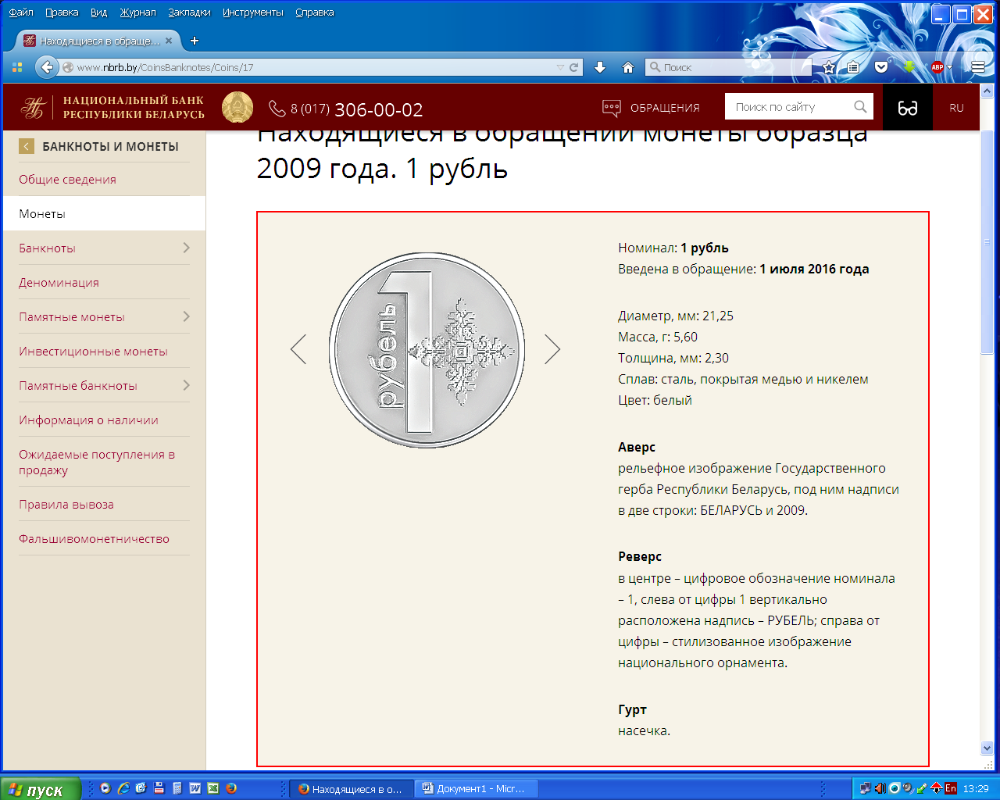 Файл Правка Вид Журнал Закладки Инструменты Справка
Находящиеся в обраще...
www.nbrb.by/CoinsBanknotes/Coins/17
Поиск
ABP
НАЦИОНАЛЬНЫЙ БАНК
РЕСПУБЛИКИ БЕЛАРУСЬ
8 (017) 306-00-02
ОБРАЩЕНИЯ
Поиск по сайту
RU
БАНКНОТЫ И МОНЕТЫ
Общие сведения
Монеты
Банкноты
Деноминация
Памятные монеты
Инвестиционные монеты
Памятные банкноты
Информация о наличии
Ожидаемые поступления в
продажу
Правила вывоза
Фальшивомонетничество
Находящиеся в обращении монеты образца
2009 года. 1 рубль
1
рубель
Номинал: 1 рубль
Введена в обращение: 1 июля 2016 года
Диаметр, мм: 21,25
Масса, г: 5,60
Толщина, мм: 2,30
Сплав: сталь, покрытая медью и никелем
Цвет: белый
Аверс
рельефное изображение Государственного
герба Республики Беларусь, под ним надписи
в две строки: БЕЛАРУСЬ и 2009.
Реверс
в центре – цифровое обозначение номинала
– 1, слева от цифры 1 вертикально
расположена надпись – РУБЕЛЬ; справа от
цифры – стилизованное изображение
национального орнамента.
Гурт
насечка.
пуск
Находящиеся в о...
Документ1 - Micr...
En
13:29